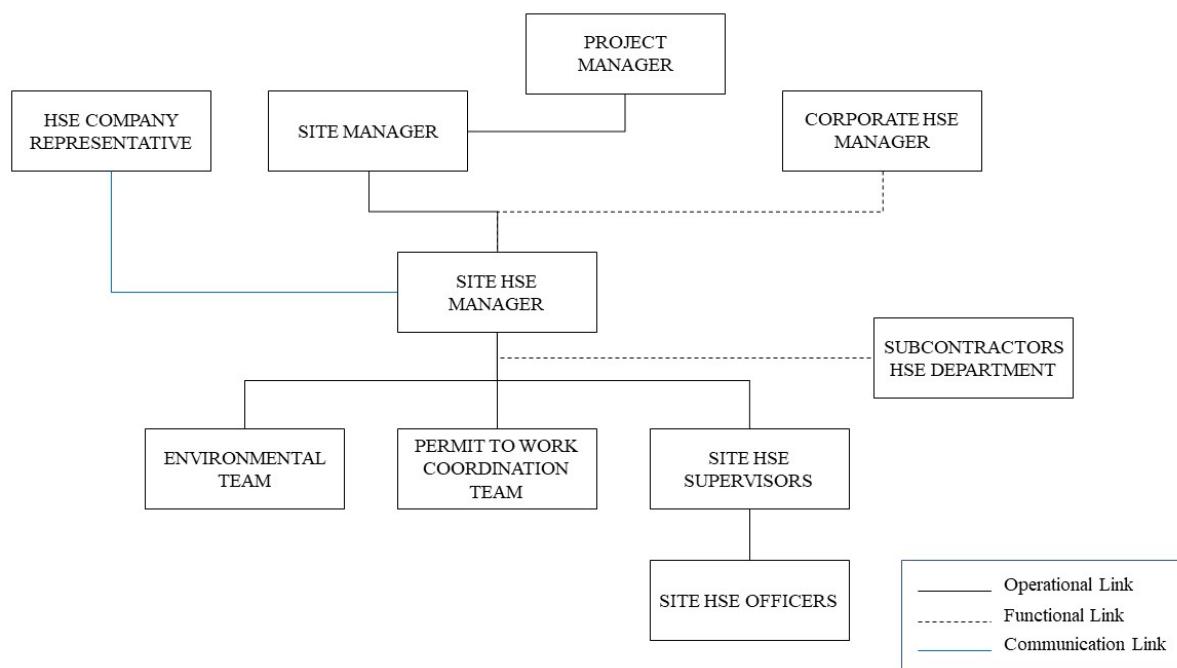 PROJECT
MANAGER
HSE COMPANY
REPRESENTATIVE
SITE MANAGER
CORPORATE HSE
MANAGER
SITE HSE
MANAGER
SUBCONTRACTORS
HSE DEPARTMENT
ENVIRONMENTAL
TEAM
PERMIT TO WORK
COORDINATION
TEAM
SITE HSE
SUPERVISORS
SITE HSE OFFICERS
Operational Link
Functional Link
Communication Link